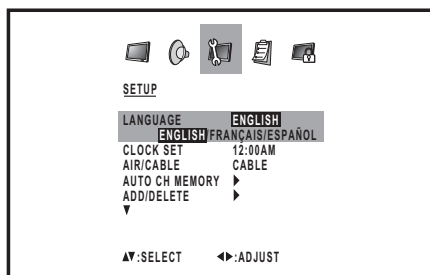 SETUP
LANGUAGE ENGLISH
ENGLISH/FRANÇAIS/ESPAÑOL
CLOCK SET 12:00AM
AIR/CABLE CABLE
AUTO CH MEMORY ▶
ADD/DELETE ▶
▼
▲▼:SELECT ◀▶:ADJUST